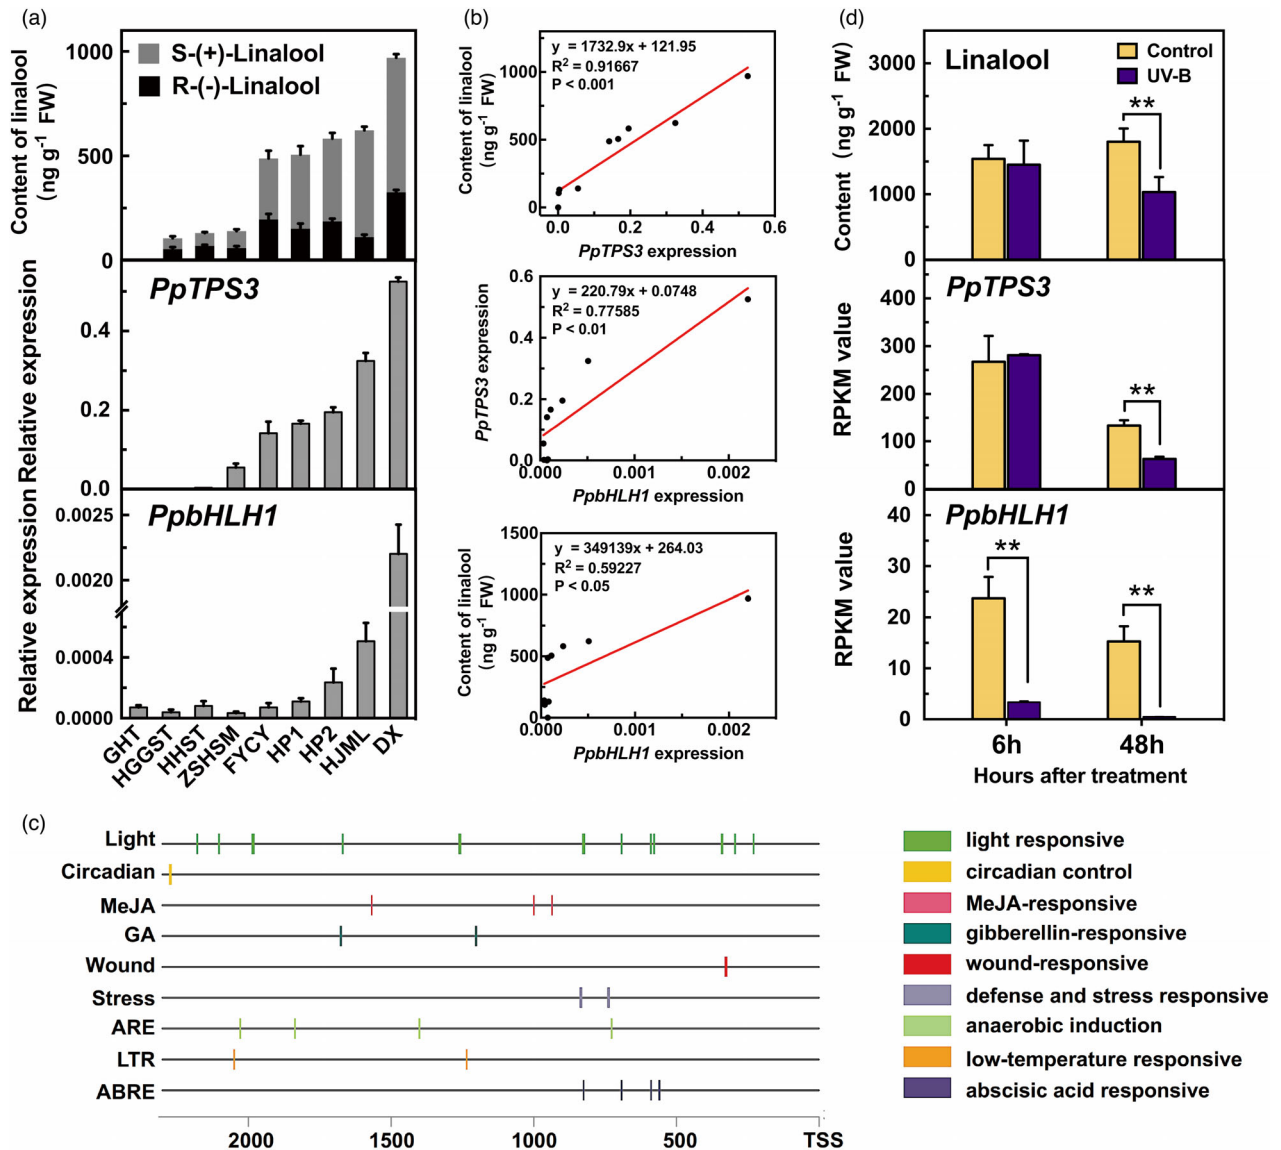 (a)
Content of linalool
(ng g⁻¹ FW)
1000
500
0
S-(+)-Linalool
R-(-)-Linalool
Relative expression
PpTPS3
0.4
0.2
0.0
Relative expression
PpbHLH1
0.0025
0.0020
0.0004
0.0000
GHT
HGGST
HHST
ZSHSM
FYCY
HP1
HP2
HJML
DX
(b)
Content of linalool
(ng g⁻¹ FW)
y = 1732.9x + 121.95
R² = 0.91667
P < 0.001
1000
500
0
0.0 0.2 0.4 0.6
PpTPS3 expression
PpTPS3 expression
y = 220.79x + 0.0748
R² = 0.77585
P < 0.01
0.6
0.4
0.2
0.0
0.000 0.001 0.002
PpbHLH1 expression
Content of linalool
(ng g⁻¹ FW)
y = 349139x + 264.03
R² = 0.59227
P < 0.05
1500
1000
500
0
0.000 0.001 0.002
PpbHLH1 expression
(d)
Content (ng g⁻¹ FW)
Linalool
Control
UV-B
3000
2000
1000
0
**
RPKM value
PpTPS3
400
300
200
100
0
**
RPKM value
PpbHLH1
40
30
20
10
0
**
**
6h 48h
Hours after treatment
(c)
Light
Circadian
MeJA
GA
Wound
Stress
ARE
LTR
ABRE
2000 1500 1000 500 TSS
light responsive
circadian control
MeJA-responsive
gibberellin-responsive
wound-responsive
defense and stress responsive
anaerobic induction
low-temperature responsive
abscisic acid responsive